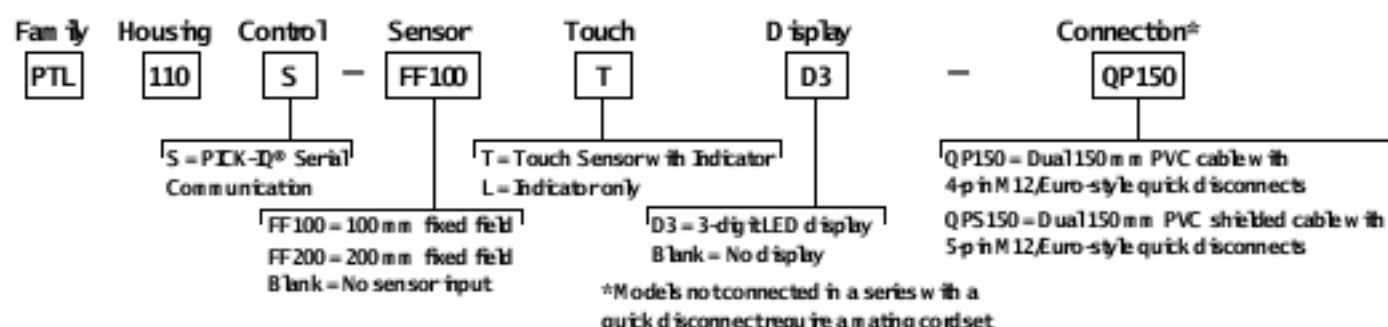 Family Housing Control Sensor Touch Display Connection*
PTL 110 S – FF100 T D3 – QP150
S = PICK-IQ® Serial
Communication
T = Touch Sensor with Indicator
L = Indicator only
QP150 = Dual 150 mm PVC cable with
4-pin M12/Euro-style quick disconnects
QPS150 = Dual 150 mm PVC shielded cable with
5-pin M12/Euro-style quick disconnects
FF100 = 100 mm fixed field
FF200 = 200 mm fixed field
Blank = No sensor input
D3 = 3-digit LED display
Blank = No display
*Models not connected in a series with a
quick disconnect require a mating cordset